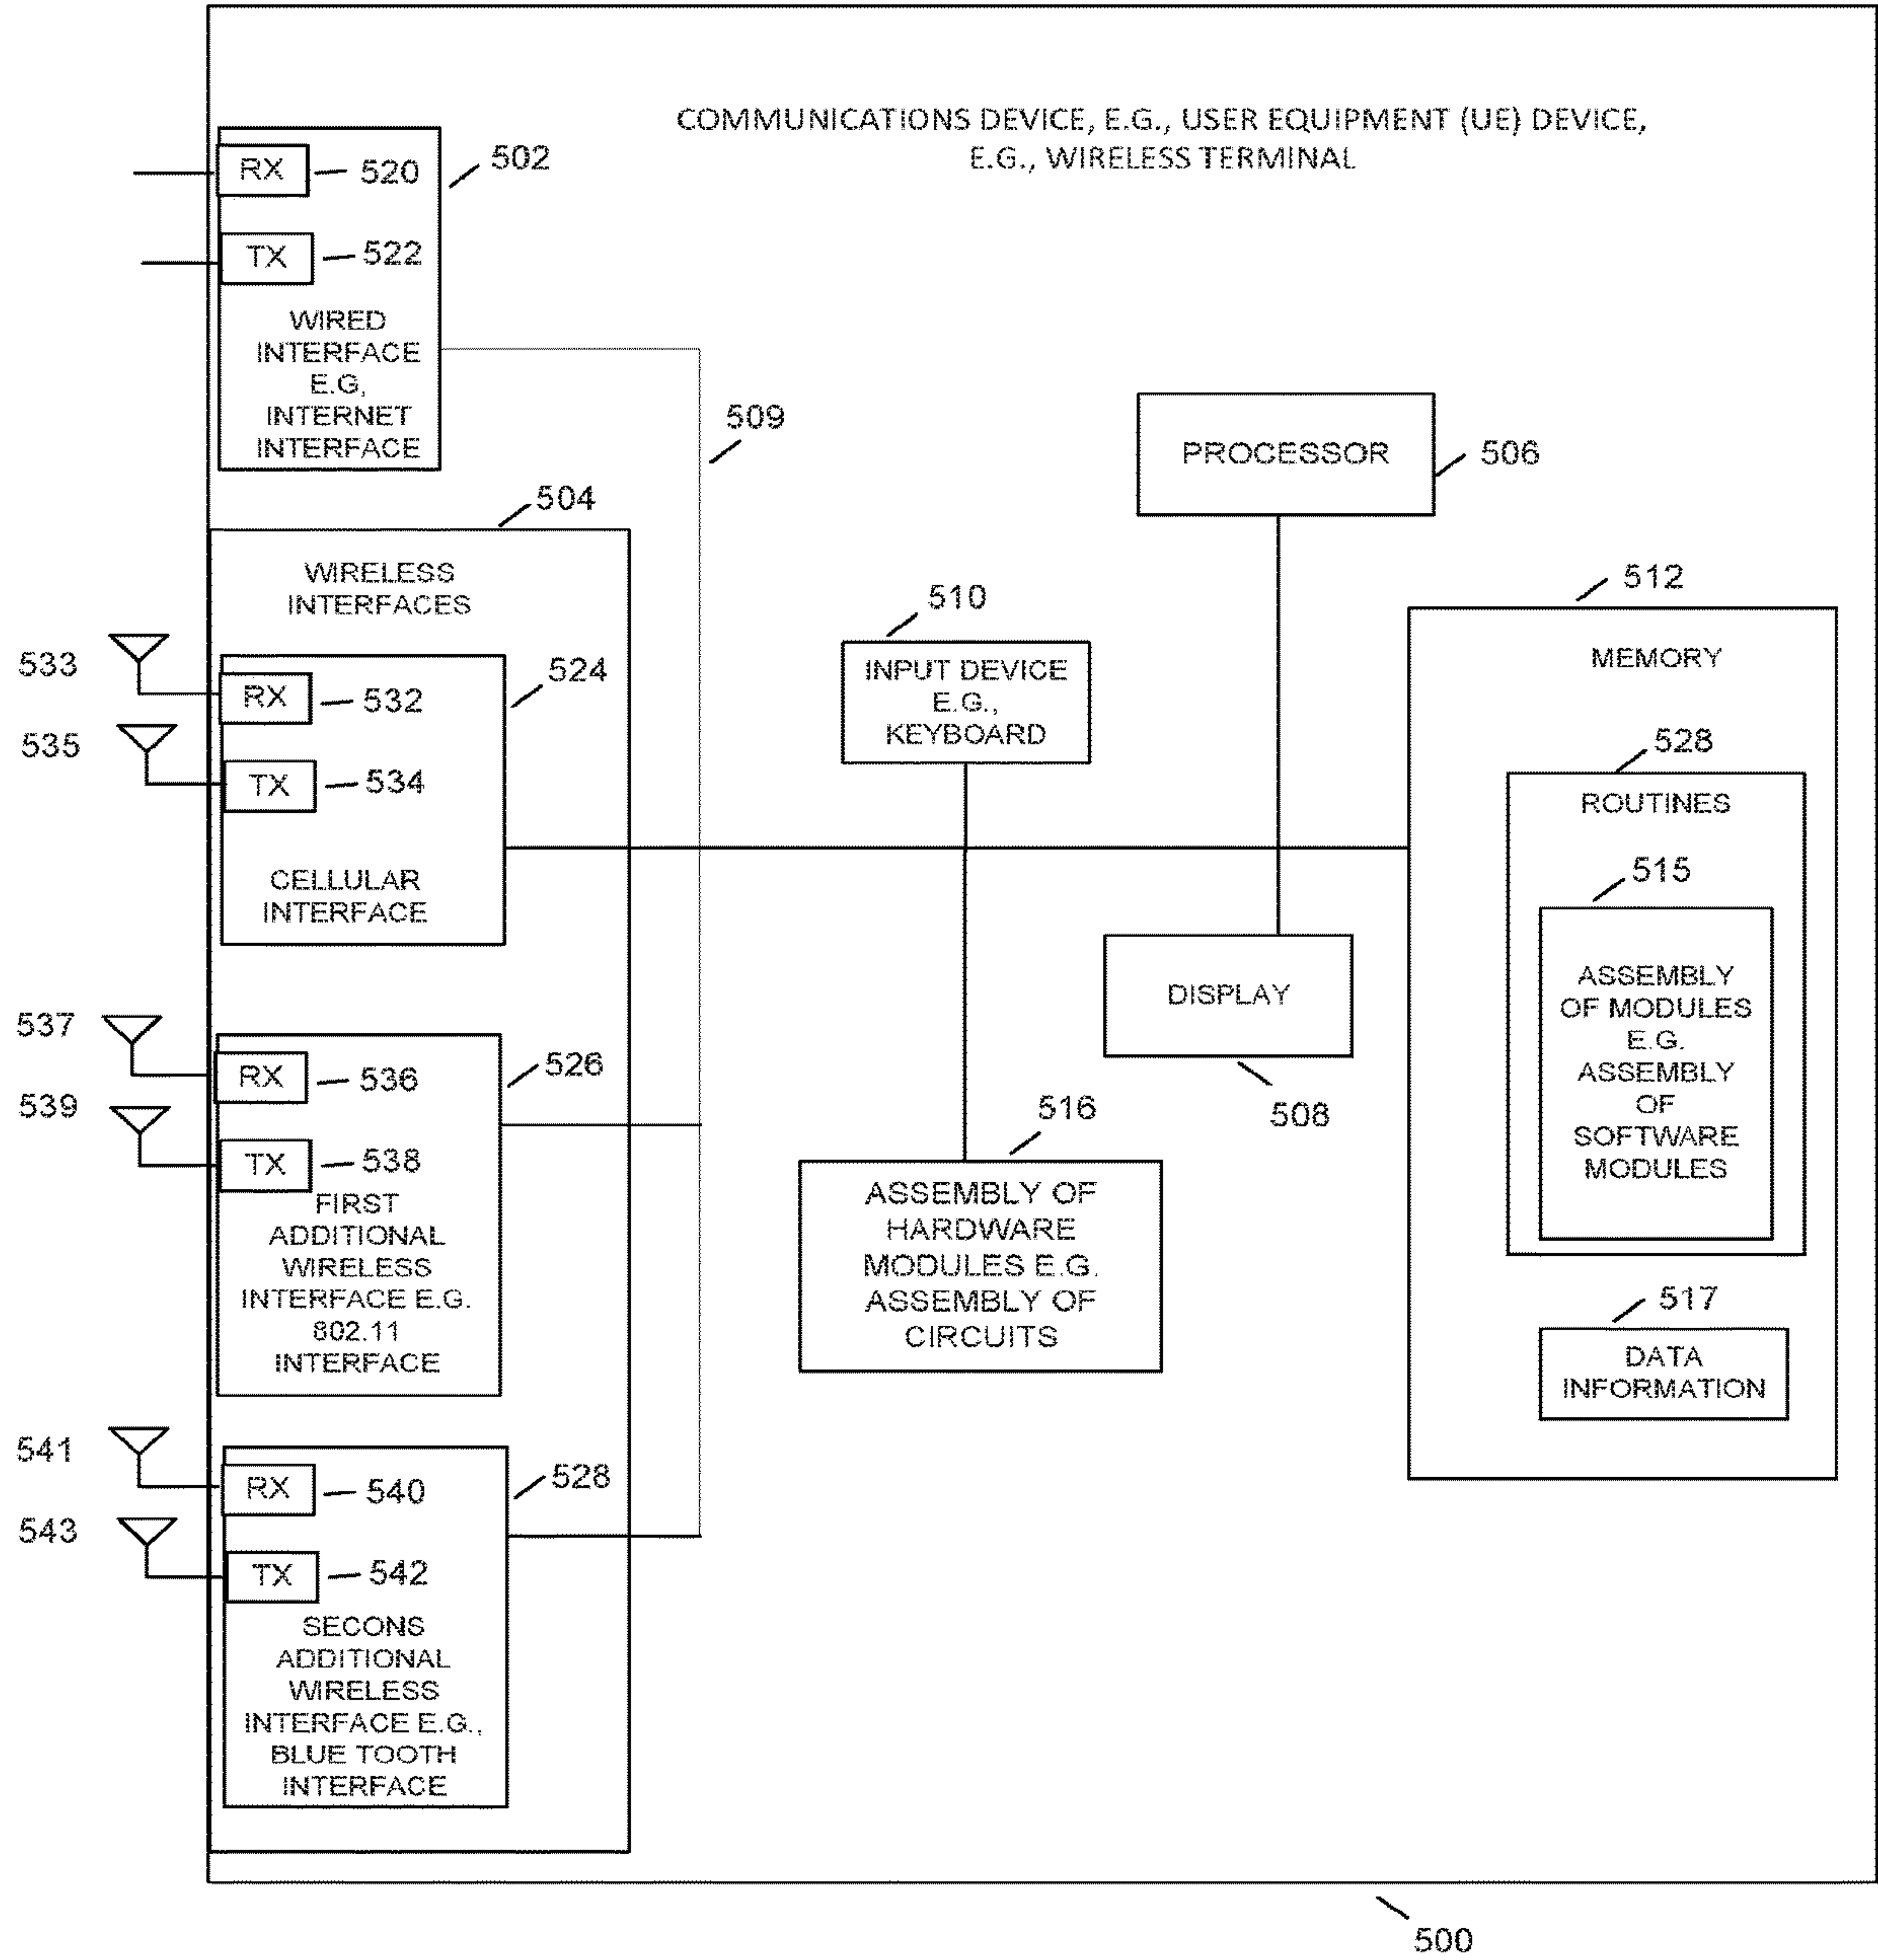 COMMUNICATIONS DEVICE, E.G., USER EQUIPMENT (UE) DEVICE,
E.G., WIRELESS TERMINAL
502
RX
520
TX
522
WIRED
INTERFACE
E.G,
INTERNET
INTERFACE
509
PROCESSOR
506
504
WIRELESS
INTERFACES
533
RX
532
524
535
TX
534
CELLULAR
INTERFACE
510
INPUT DEVICE
E.G.,
KEYBOARD
512
MEMORY
528
ROUTINES
515
ASSEMBLY
OF MODULES
E.G.
ASSEMBLY
OF
SOFTWARE
MODULES
517
DATA
INFORMATION
DISPLAY
508
516
ASSEMBLY OF
HARDWARE
MODULES E.G.
ASSEMBLY OF
CIRCUITS
537
RX
536
526
539
TX
538
FIRST
ADDITIONAL
WIRELESS
INTERFACE E.G.
802.11
INTERFACE
541
RX
540
528
543
TX
542
SECONS
ADDITIONAL
WIRELESS
INTERFACE E.G.,
BLUE TOOTH
INTERFACE
500